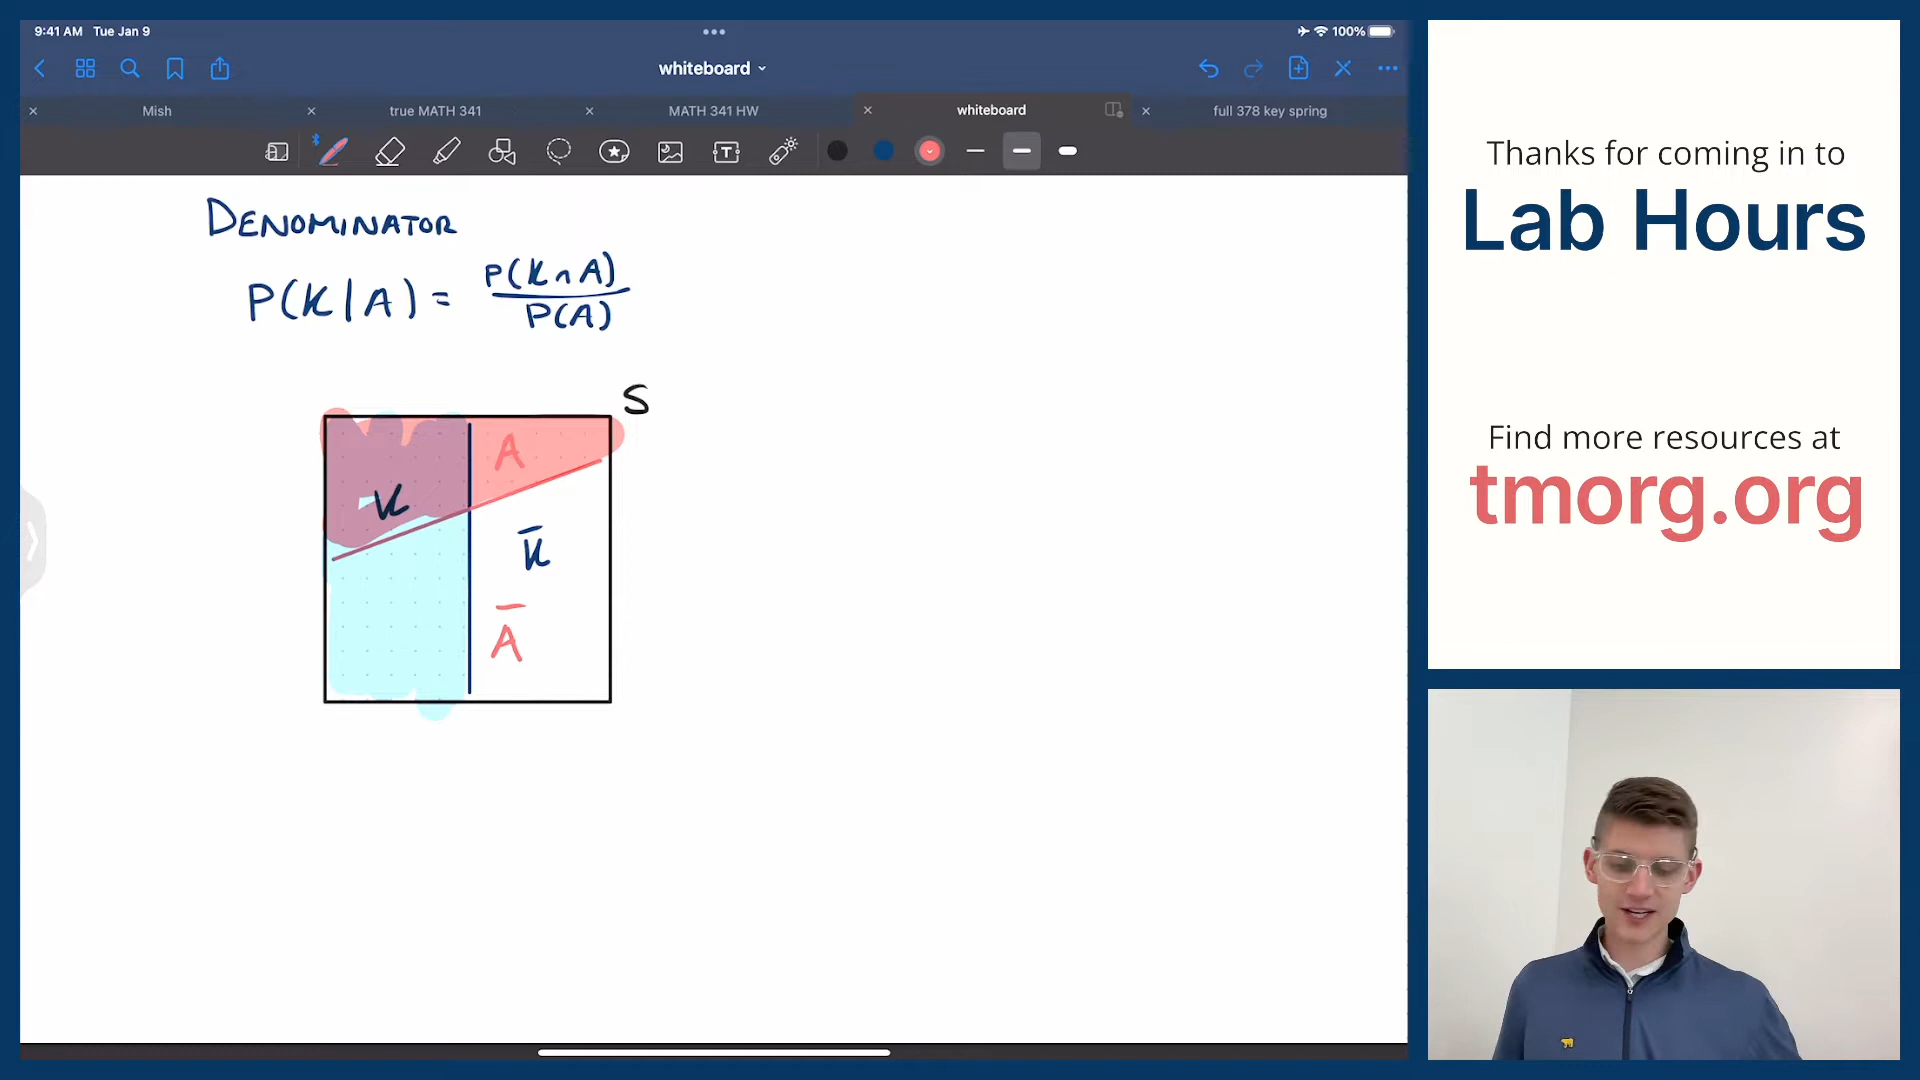 9:41 AM Tue Jan 9
100%
whiteboard
Mish
true MATH 341
MATH 341 HW
whiteboard
full 378 key spring
DENOMINATOR
P(K|A) = P(K∩A)
P(A)
S
A
K
K̅
A̅
Thanks for coming in to
Lab Hours
Find more resources at
tmorg.org